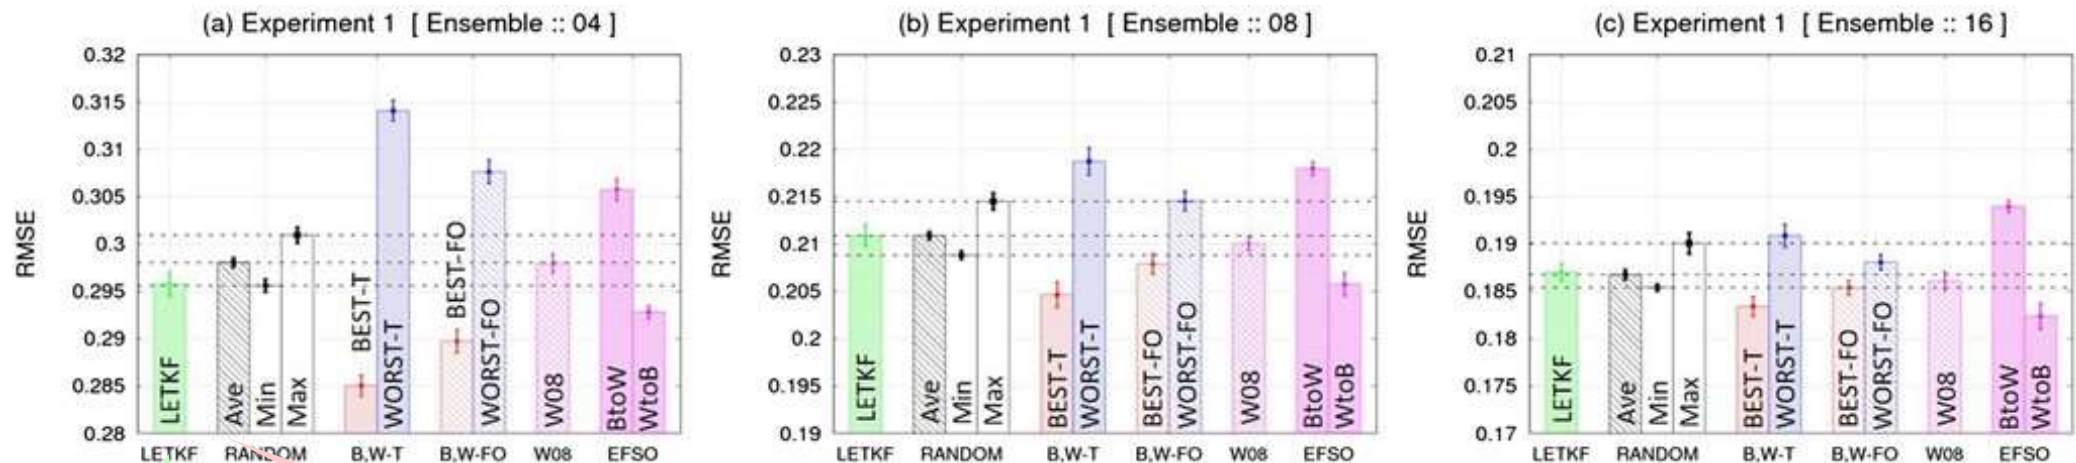 (a) Experiment 1 [ Ensemble :: 04 ]
RMSE
0.32
0.315
0.31
0.305
0.3
0.295
0.29
0.285
0.28
LETKF
Ave
Min
Max
BEST-T
WORST-T
BEST-FO
WORST-FO
W08
BtoW
WtoB
LETKF RANDOM B,W-T B,W-FO W08 EFSO
(b) Experiment 1 [ Ensemble :: 08 ]
RMSE
0.23
0.225
0.22
0.215
0.21
0.205
0.2
0.195
0.19
LETKF
Ave
Min
Max
BEST-T
WORST-T
BEST-FO
WORST-FO
W08
BtoW
WtoB
LETKF RANDOM B,W-T B,W-FO W08 EFSO
(c) Experiment 1 [ Ensemble :: 16 ]
RMSE
0.21
0.205
0.2
0.195
0.19
0.185
0.18
0.175
0.17
LETKF
Ave
Min
Max
BEST-T
WORST-T
BEST-FO
WORST-FO
W08
BtoW
WtoB
LETKF RANDOM B,W-T B,W-FO W08 EFSO